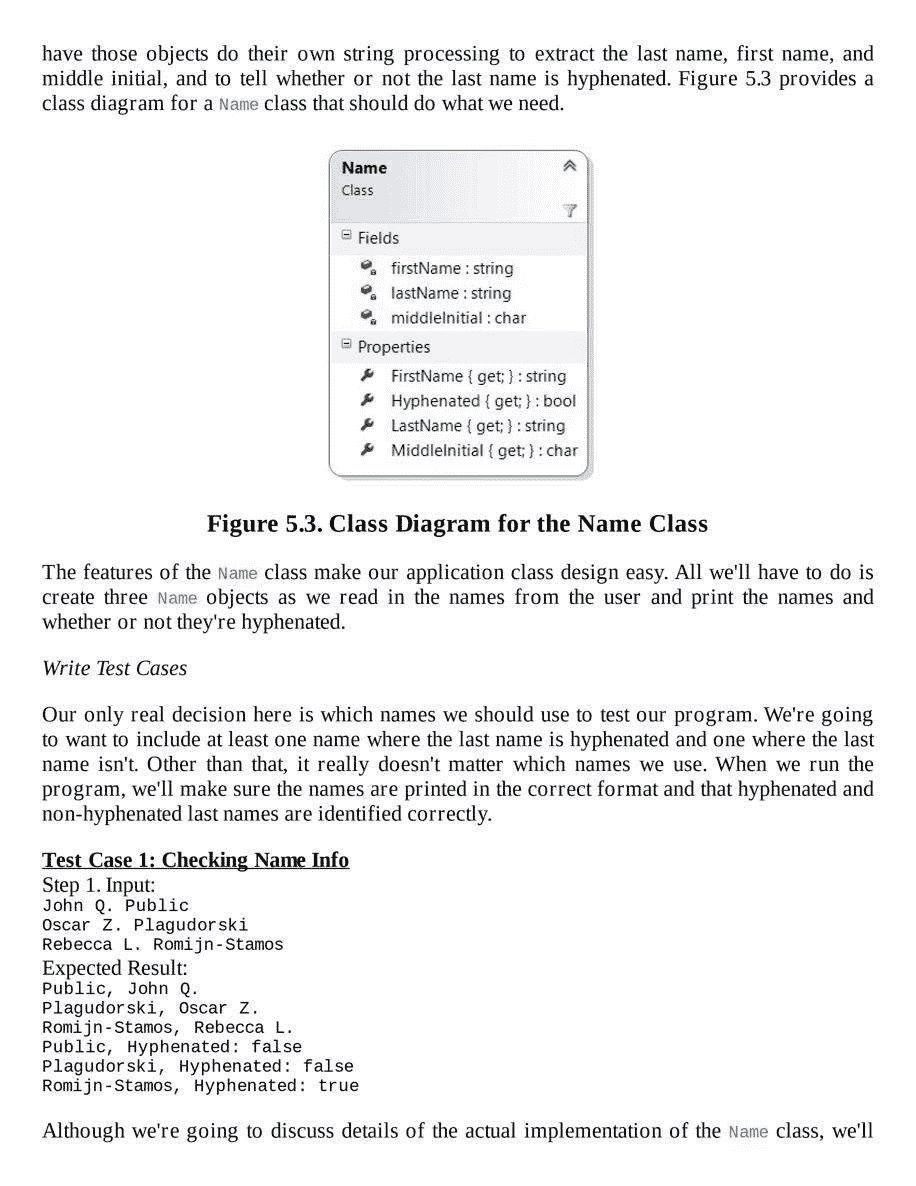 have those objects do their own string processing to extract the last name, first name, and
middle initial, and to tell whether or not the last name is hyphenated. Figure 5.3 provides a
class diagram for a Name class that should do what we need.
Name
Class
Fields
firstName : string
lastName : string
middleInitial : char
Properties
FirstName { get; } : string
Hyphenated { get; } : bool
LastName { get; } : string
MiddleInitial { get; } : char
Figure 5.3. Class Diagram for the Name Class
The features of the Name class make our application class design easy. All we'll have to do is
create three Name objects as we read in the names from the user and print the names and
whether or not they're hyphenated.
Write Test Cases
Our only real decision here is which names we should use to test our program. We're going
to want to include at least one name where the last name is hyphenated and one where the last
name isn't. Other than that, it really doesn't matter which names we use. When we run the
program, we'll make sure the names are printed in the correct format and that hyphenated and
non-hyphenated last names are identified correctly.
Test Case 1: Checking Name Info
Step 1. Input:
John Q. Public
Oscar Z. Plagudorski
Rebecca L. Romijn-Stamos
Expected Result:
Public, John Q.
Plagudorski, Oscar Z.
Romijn-Stamos, Rebecca L.
Public, Hyphenated: false
Plagudorski, Hyphenated: false
Romijn-Stamos, Hyphenated: true
Although we're going to discuss details of the actual implementation of the Name class, we'll